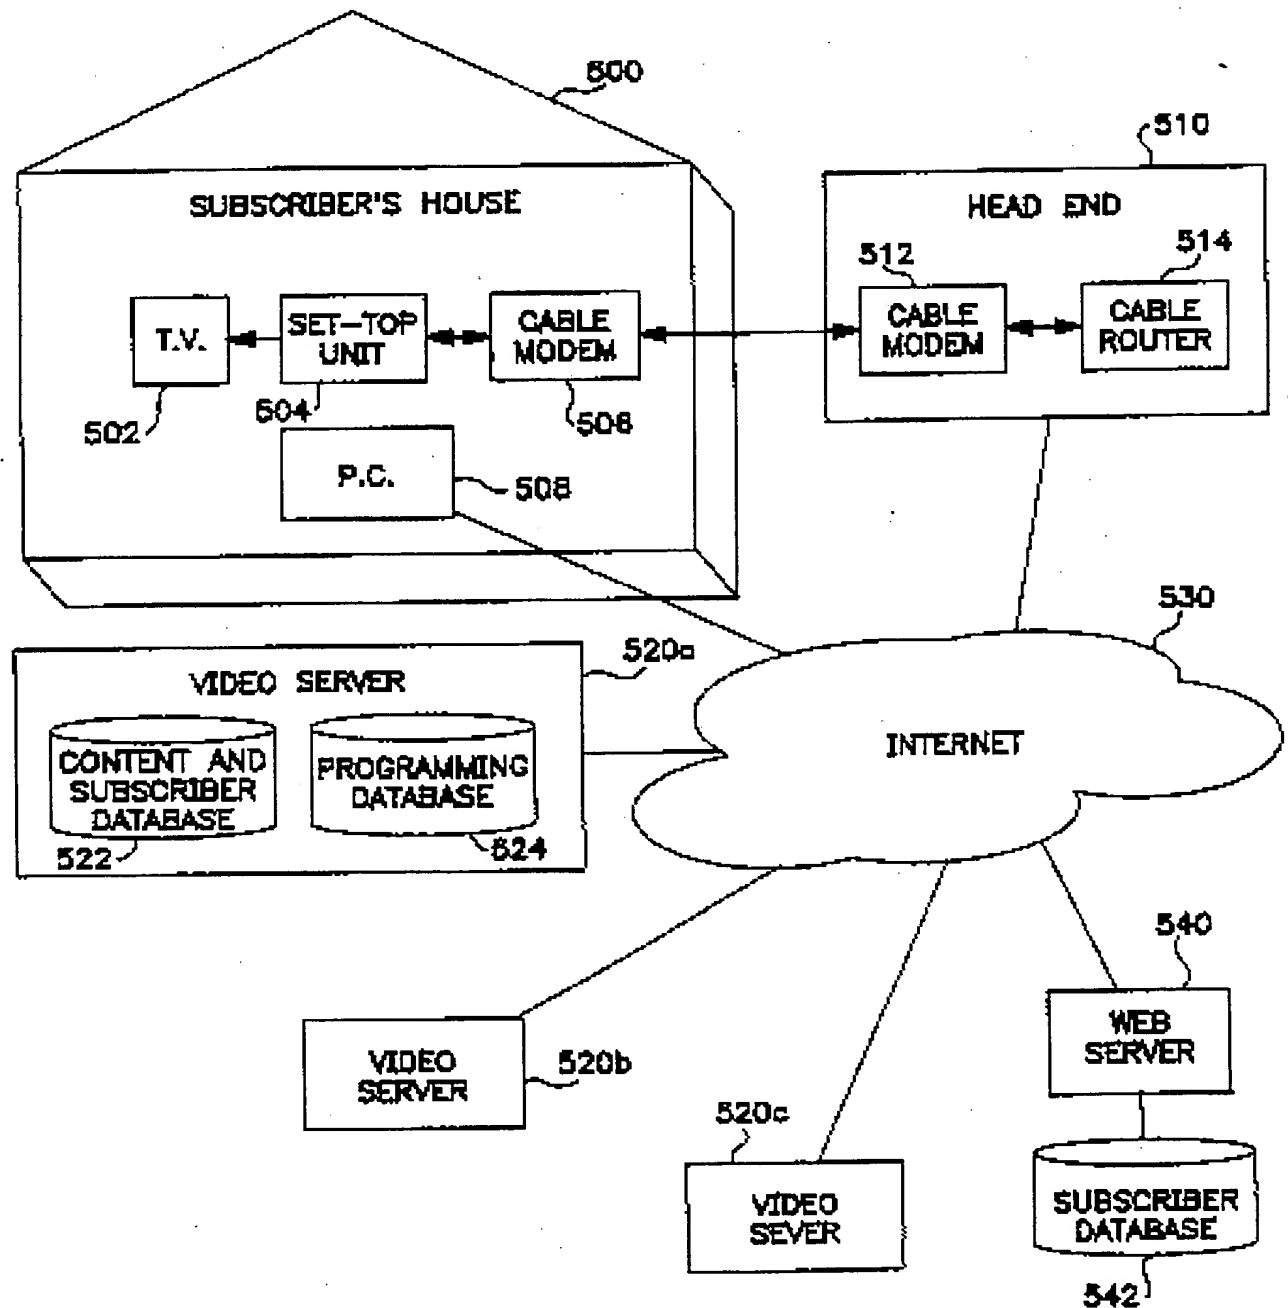 500
510
SUBSCRIBER'S HOUSE
HEAD END
512
514
T.V.
SET-TOP
UNIT
CABLE
MODEM
CABLE
MODEM
CABLE
ROUTER
502
504
506
P.C.
508
530
520a
VIDEO SERVER
CONTENT AND
SUBSCRIBER
DATABASE
PROGRAMMING
DATABASE
522
524
INTERNET
540
VIDEO
SERVER
520b
WEB
SERVER
520c
VIDEO
SEVER
SUBSCRIBER
DATABASE
542